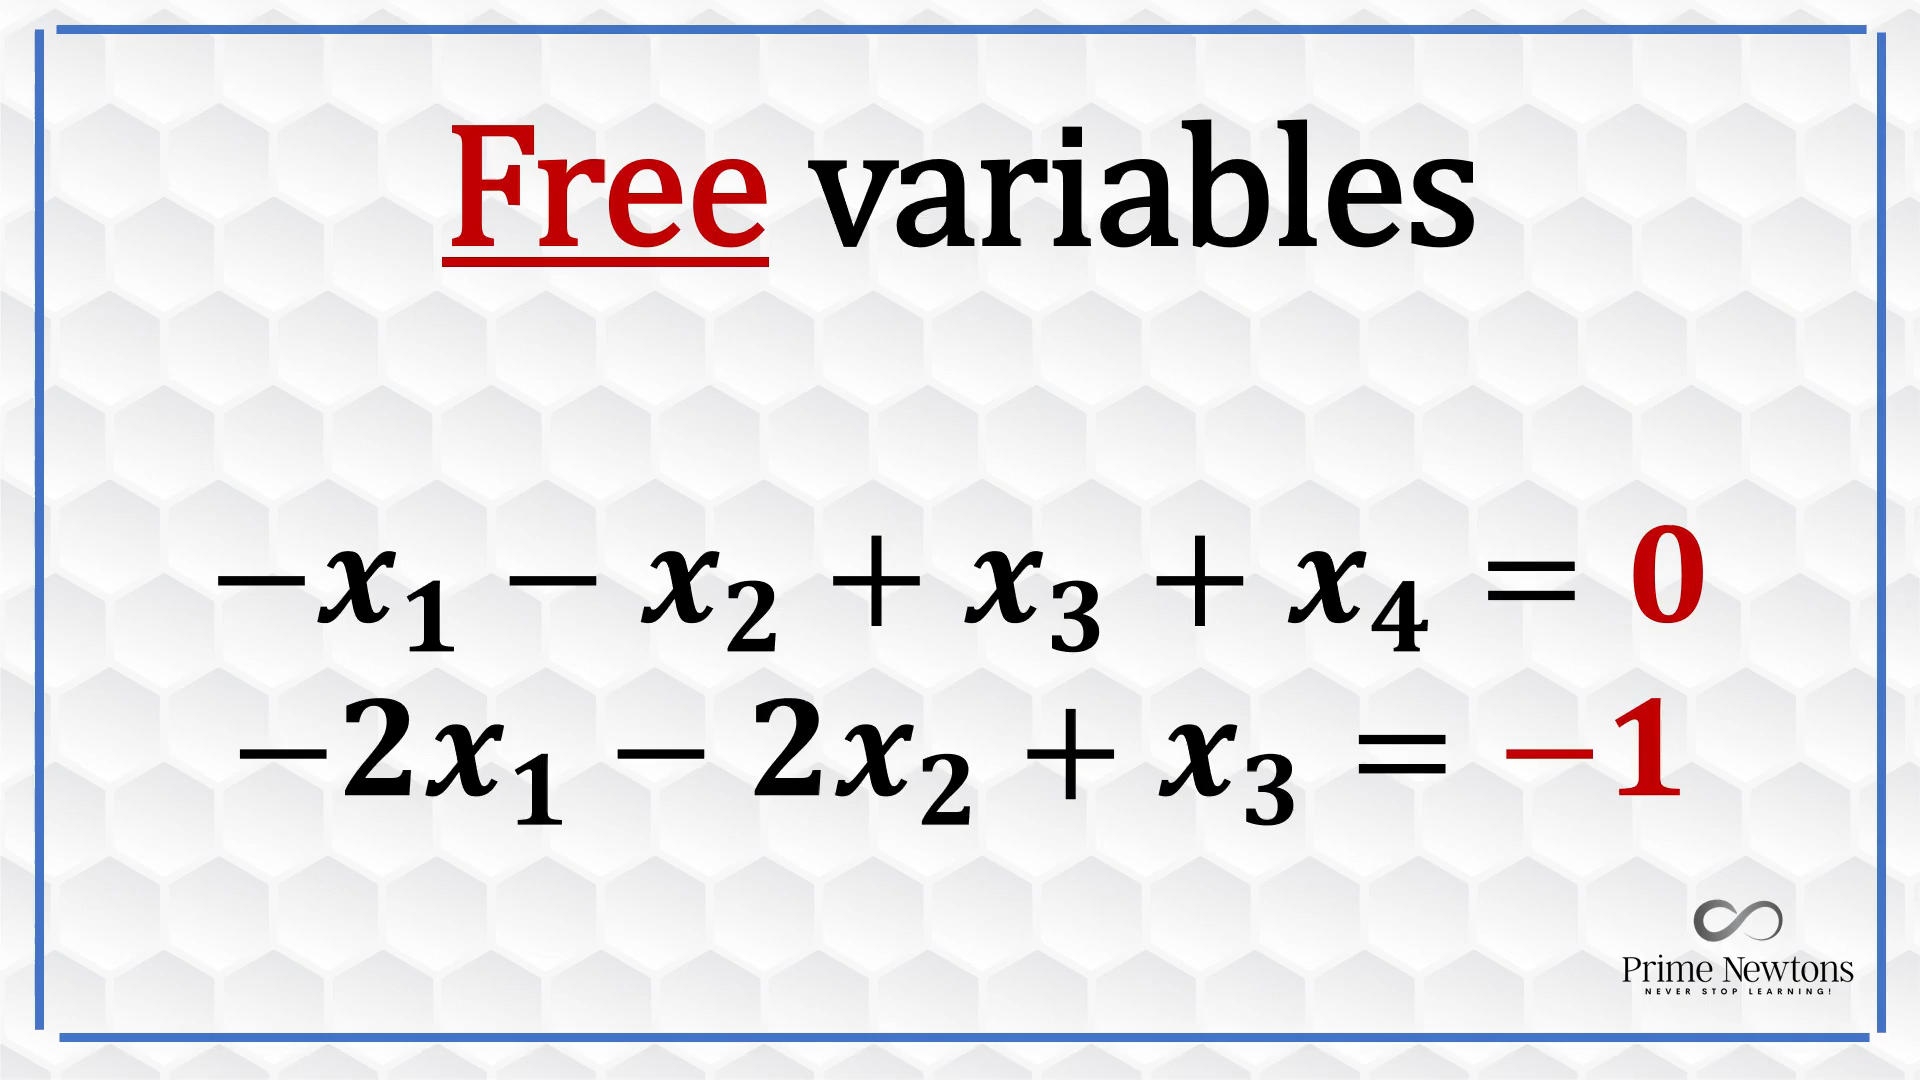 Free variables
−x₁ − x₂ + x₃ + x₄ = 0
−2x₁ − 2x₂ + x₃ = −1
Prime Newtons
NEVER STOP LEARNING!